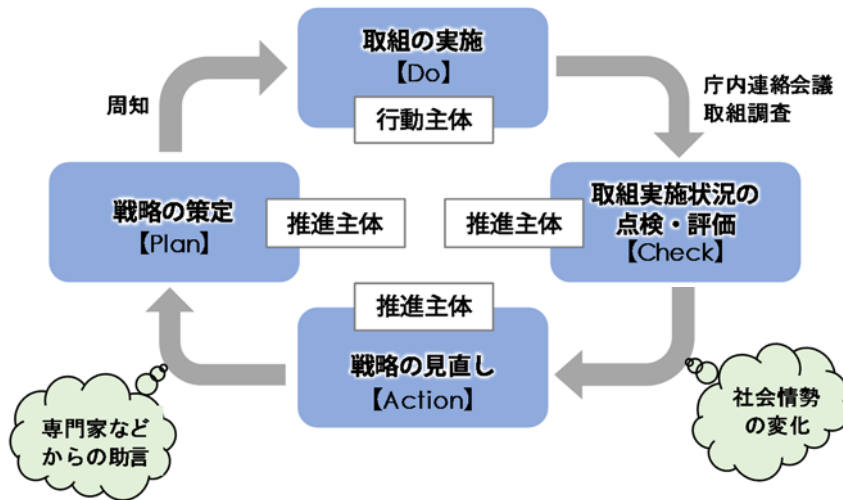 取組の実施
【Do】
行動主体
周知
庁内連絡会議
取組調査
戦略の策定
【Plan】
推進主体
推進主体
取組実施状況の
点検・評価
【Check】
推進主体
戦略の見直し
【Action】
専門家など
からの助言
社会情勢
の変化